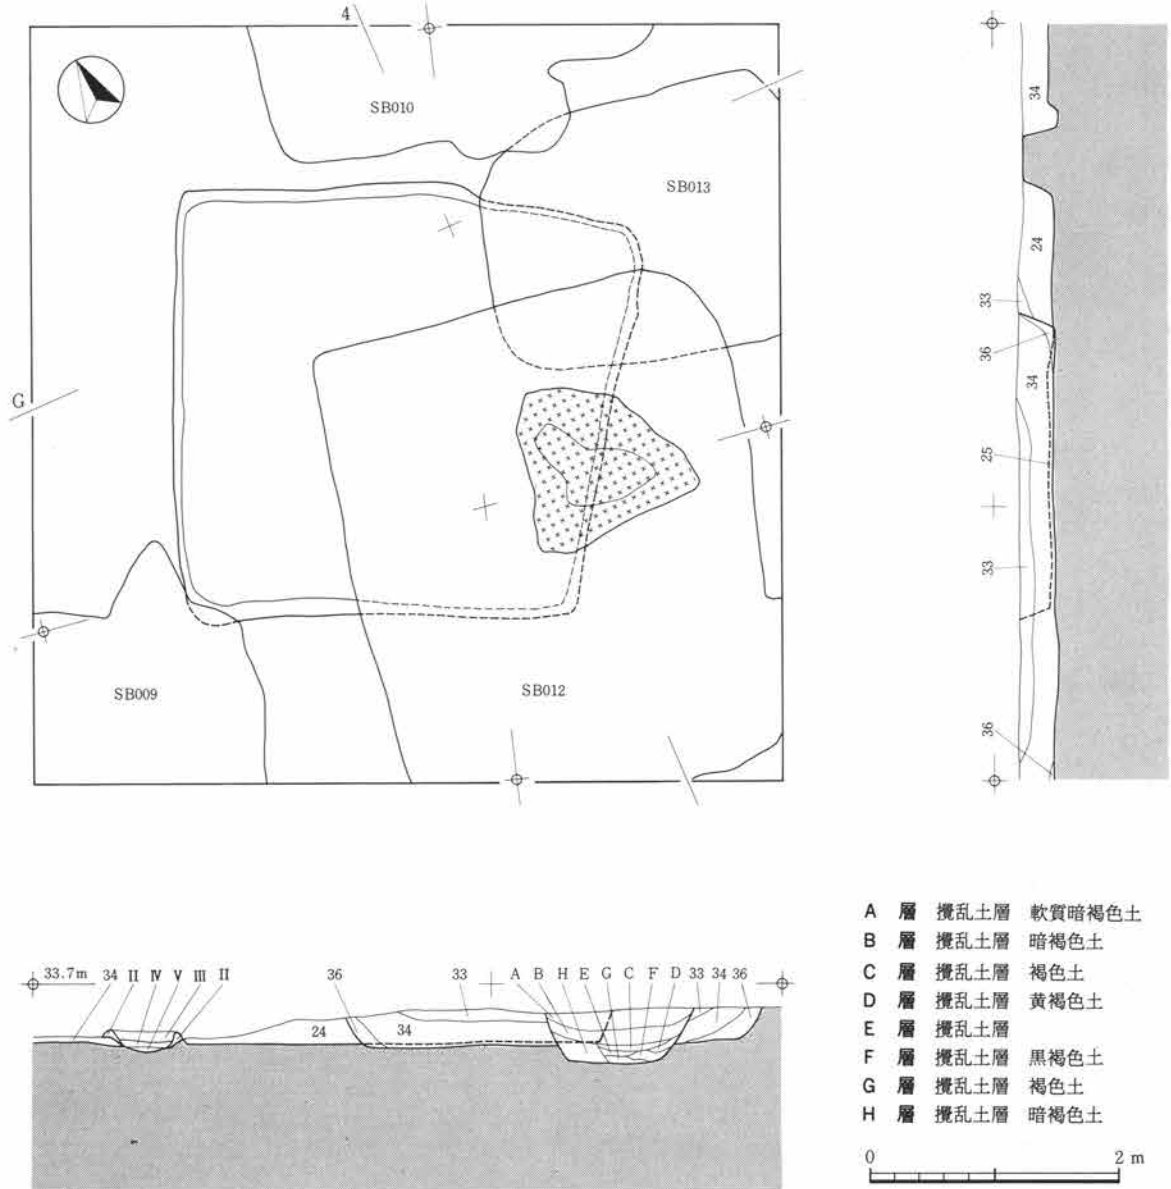 4
SB010
SB013
G
SB009
SB012
34
24
33
36
34
25
33
36
33.7m 34 II IV V III II 36 33 A B H E G C F D 33 34 36
24 34
A 層 攪乱土層 軟質暗褐色土
B 層 攪乱土層 暗褐色土
C 層 攪乱土層 褐色土
D 層 攪乱土層 黄褐色土
E 層 攪乱土層
F 層 攪乱土層 黒褐色土
G 層 攪乱土層 褐色土
H 層 攪乱土層 暗褐色土
0 2 m